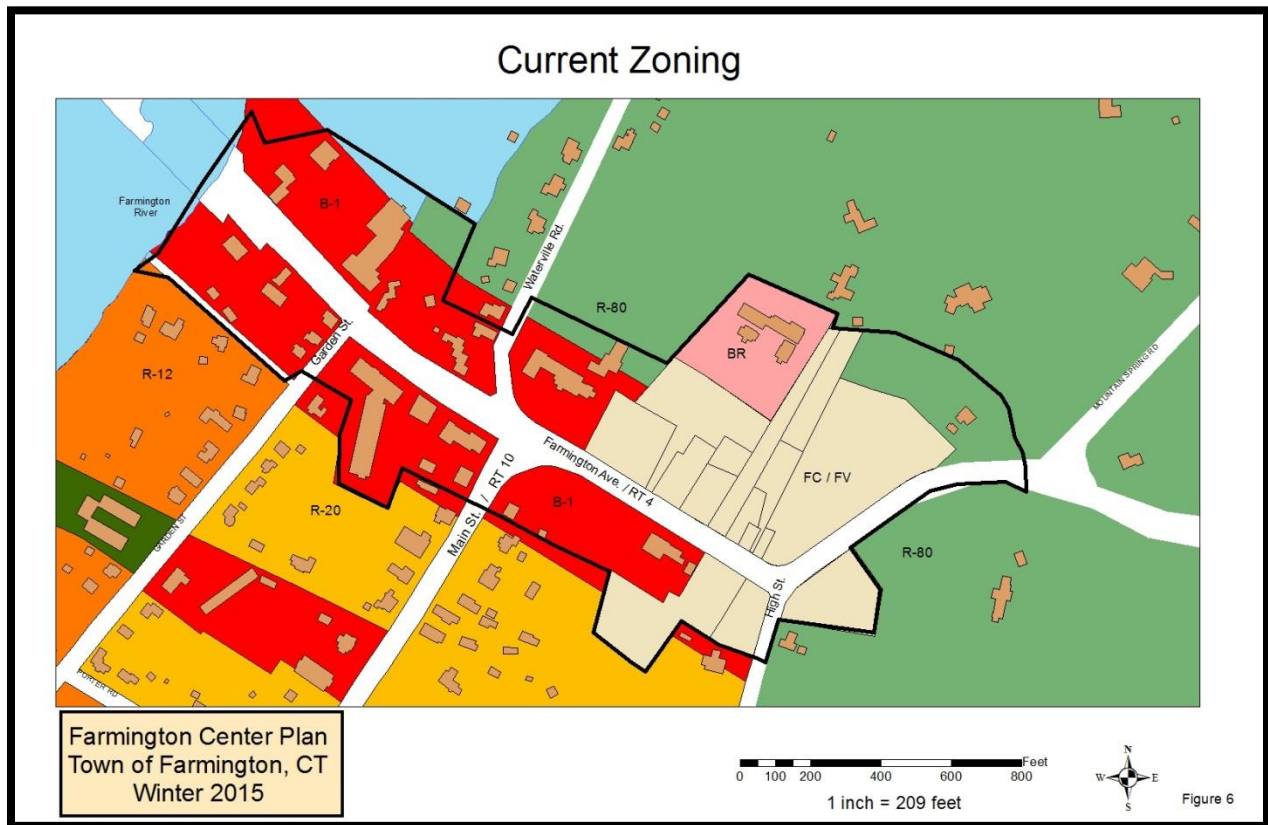 Current Zoning
Farmington
River
B-1
Waterville Rd.
R-80
BR
Garden St.
R-12
MOUNTAIN SPRING RD
Farmington Ave. / RT 4
FC / FV
Main St. / RT 10
B-1
R-20
GARDEN ST
R-80
High St.
PORTER RD
Farmington Center Plan
Town of Farmington, CT
Winter 2015
Feet
0 100 200 400 600 800
1 inch = 209 feet
N
W E
S
Figure 6